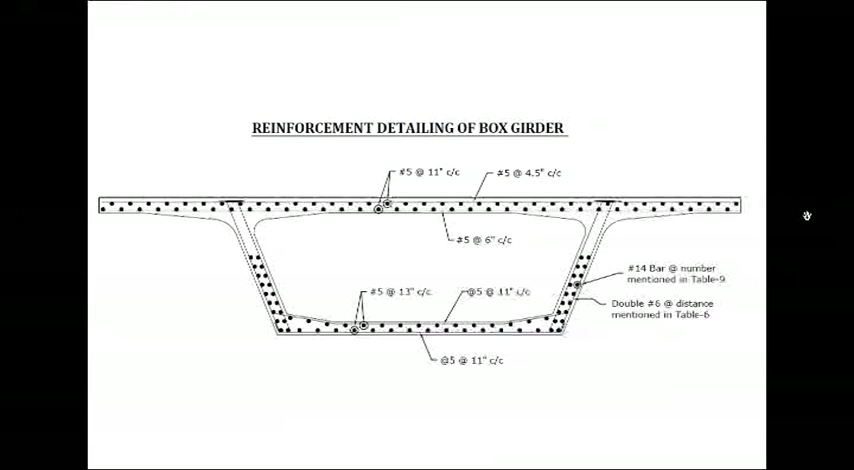 REINFORCEMENT DETAILING OF BOX GIRDER
#5 @ 11" c/c
#5 @ 4.5" c/c
#5 @ 6" c/c
#14 Bar @ number
mentioned in Table-9
#5 @ 13" c/c
@5 @ 11" c/c
Double #6 @ distance
mentioned in Table-6
@5 @ 11" c/c